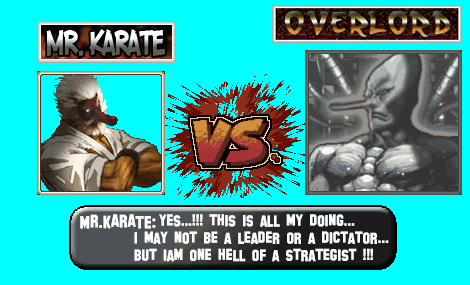 OVERLORD
MR. KARATE
VS.
MR.KARATE: YES...!!! THIS IS ALL MY DOING...
I MAY NOT BE A LEADER OR A DICTATOR...
BUT IAM ONE HELL OF A STRATEGIST !!!